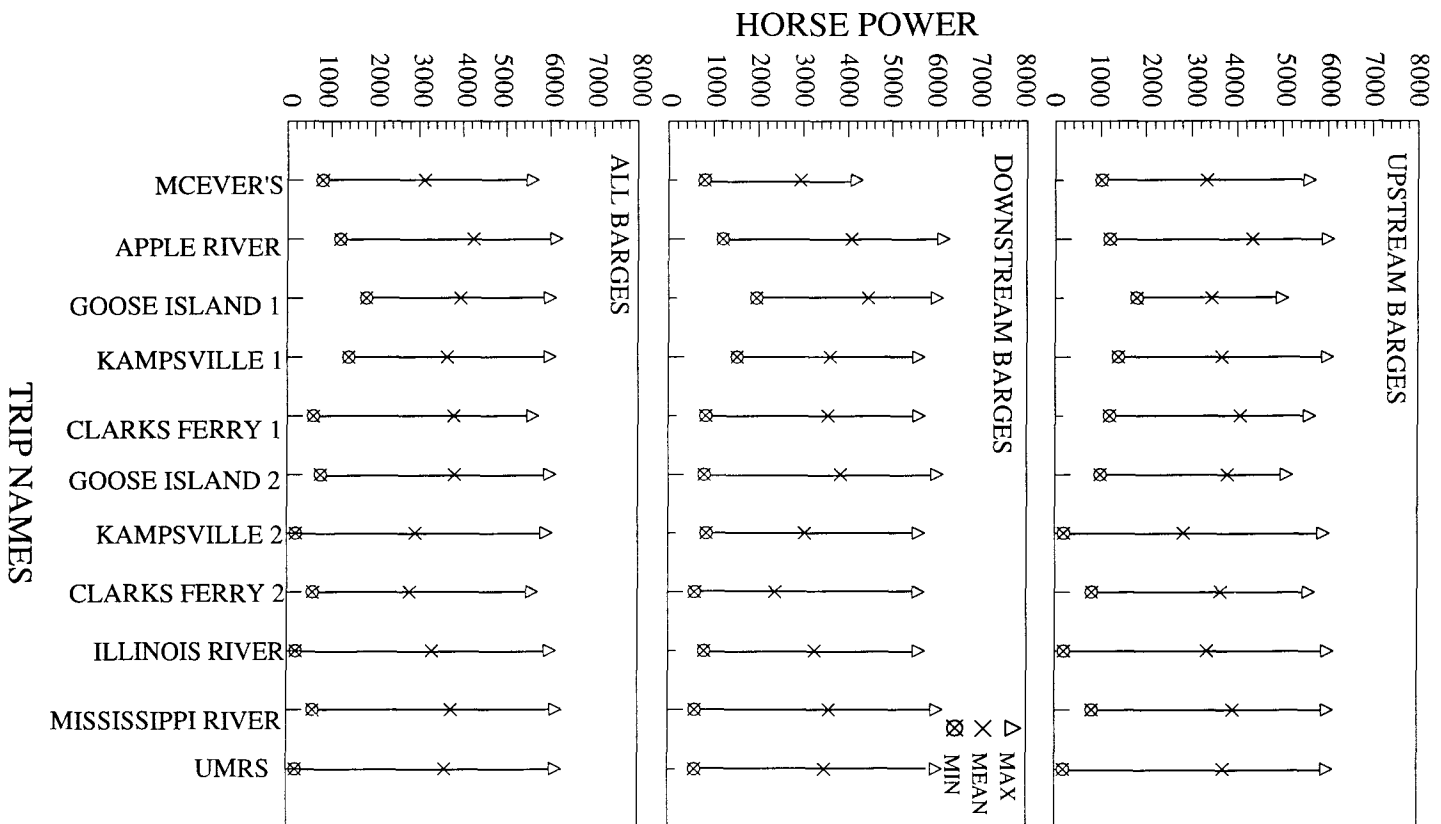 HORSE POWER
0 1000 2000 3000 4000 5000 6000 7000 8000
0 1000 2000 3000 4000 5000 6000 7000 8000
0 1000 2000 3000 4000 5000 6000 7000 8000
ALL BARGES
DOWNSTREAM BARGES
UPSTREAM BARGES
MCEVER'S
APPLE RIVER
GOOSE ISLAND 1
KAMPSVILLE 1
CLARKS FERRY 1
GOOSE ISLAND 2
KAMPSVILLE 2
CLARKS FERRY 2
ILLINOIS RIVER
MISSISSIPPI RIVER
UMRS
MAX
MEAN
MIN
TRIP NAMES